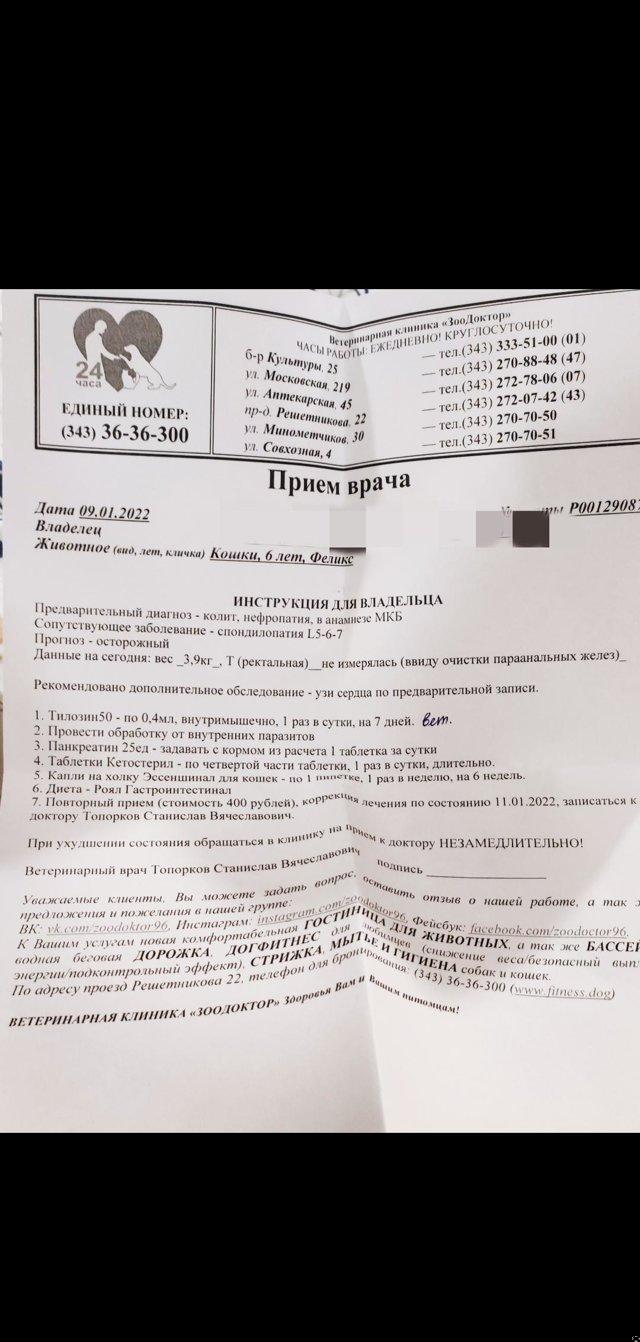 24
часа
ЕДИНЫЙ НОМЕР:
(343) 36-36-300
Ветеринарная клиника «ЗооДоктор»
ЧАСЫ РАБОТЫ: ЕЖЕДНЕВНО! КРУГЛОСУТОЧНО!
б-р Культуры, 25 — тел.(343) 333-51-00 (01)
ул. Московская, 219 — тел.(343) 270-88-48 (47)
ул. Аптекарская, 45 — тел.(343) 272-78-06 (07)
пр-д. Решетникова, 22 — тел.(343) 272-07-42 (43)
ул. Минометчиков, 30 — тел.(343) 270-70-50
ул. Совхозная, 4 — тел.(343) 270-70-51
Прием врача
Дата 09.01.2022
Р0012908
Владелец
Животное (вид, лет, кличка) Кошки, 6 лет, Феликс
ИНСТРУКЦИЯ ДЛЯ ВЛАДЕЛЬЦА
Предварительный диагноз - колит, нефропатия, в анамнезе МКБ
Сопутствующее заболевание - спондилопатия L5-6-7
Прогноз - осторожный
Данные на сегодня: вес _3,9кг_, Т (ректальная)__не измерялась (ввиду очистки параанальных желез)_
Рекомендовано дополнительное обследование - узи сердца по предварительной записи.
1. Тилозин50 - по 0,4мл, внутримышечно, 1 раз в сутки, на 7 дней. вет.
2. Провести обработку от внутренних паразитов
3. Панкреатин 25ед - задавать с кормом из расчета 1 таблетка за сутки
4. Таблетки Кетостерил - по четвертой части таблетки, 1 раз в сутки, длительно.
5. Капли на холку Эссеншинал для кошек - по 1 пипетке, 1 раз в неделю, на 6 недель.
6. Диета - Роял Гастроинтестинал
7. Повторный прием (стоимость 400 рублей), коррекция лечения по состоянию 11.01.2022, записаться к
доктору Топорков Станислав Вячеславович.
При ухудшении состояния обращаться в клинику на прием к доктору НЕЗАМЕДЛИТЕЛЬНО!
Ветеринарный врач Топорков Станислав Вячеславович подпись
Уважаемые клиенты, Вы можете задать вопрос, оставить отзыв о нашей работе, а так
предложения и пожелания в нашей группе:
ВК: vk.com/zoodoktor96, Инстаграм: instagram.com/zoodoktor96, Фейсбук: facebook.com/zoodoctor96.
К Вашим услугам новая комфортабельная ГОСТИНИЦА ДЛЯ ЖИВОТНЫХ, а так же БАССЕЙ
водная беговая ДОРОЖКА, ДОГФИТНЕС для любимцев (снижение веса/безопасный выпл
энергии/подконтрольный эффект), СТРИЖКА, МЫТЬЕ И ГИГИЕНА собак и кошек.
По адресу проезд Решетникова 22, телефон для бронирования: (343) 36-36-300 (www.fitness.dog)
ВЕТЕРИНАРНАЯ КЛИНИКА «ЗООДОКТОР» Здоровья Вам и Вашим питомцам!